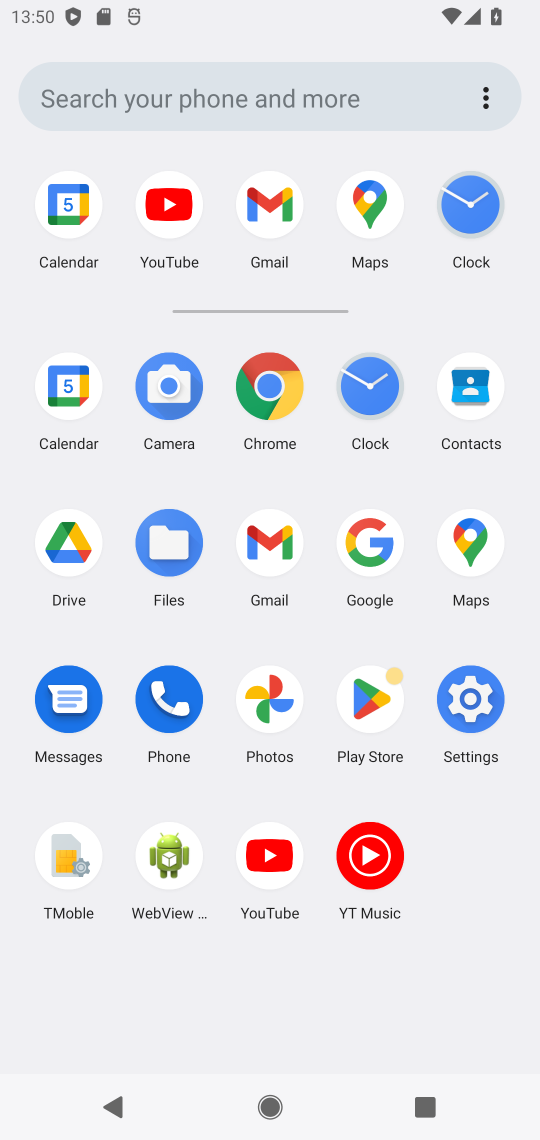 13:50
Search your phone and more
5
Calendar YouTube Gmail Maps Clock
5
Calendar Camera Chrome Clock Contacts
Drive Files Gmail Google Maps
Messages Phone Photos Play Store Settings
TMoble WebView ... YouTube YT Music